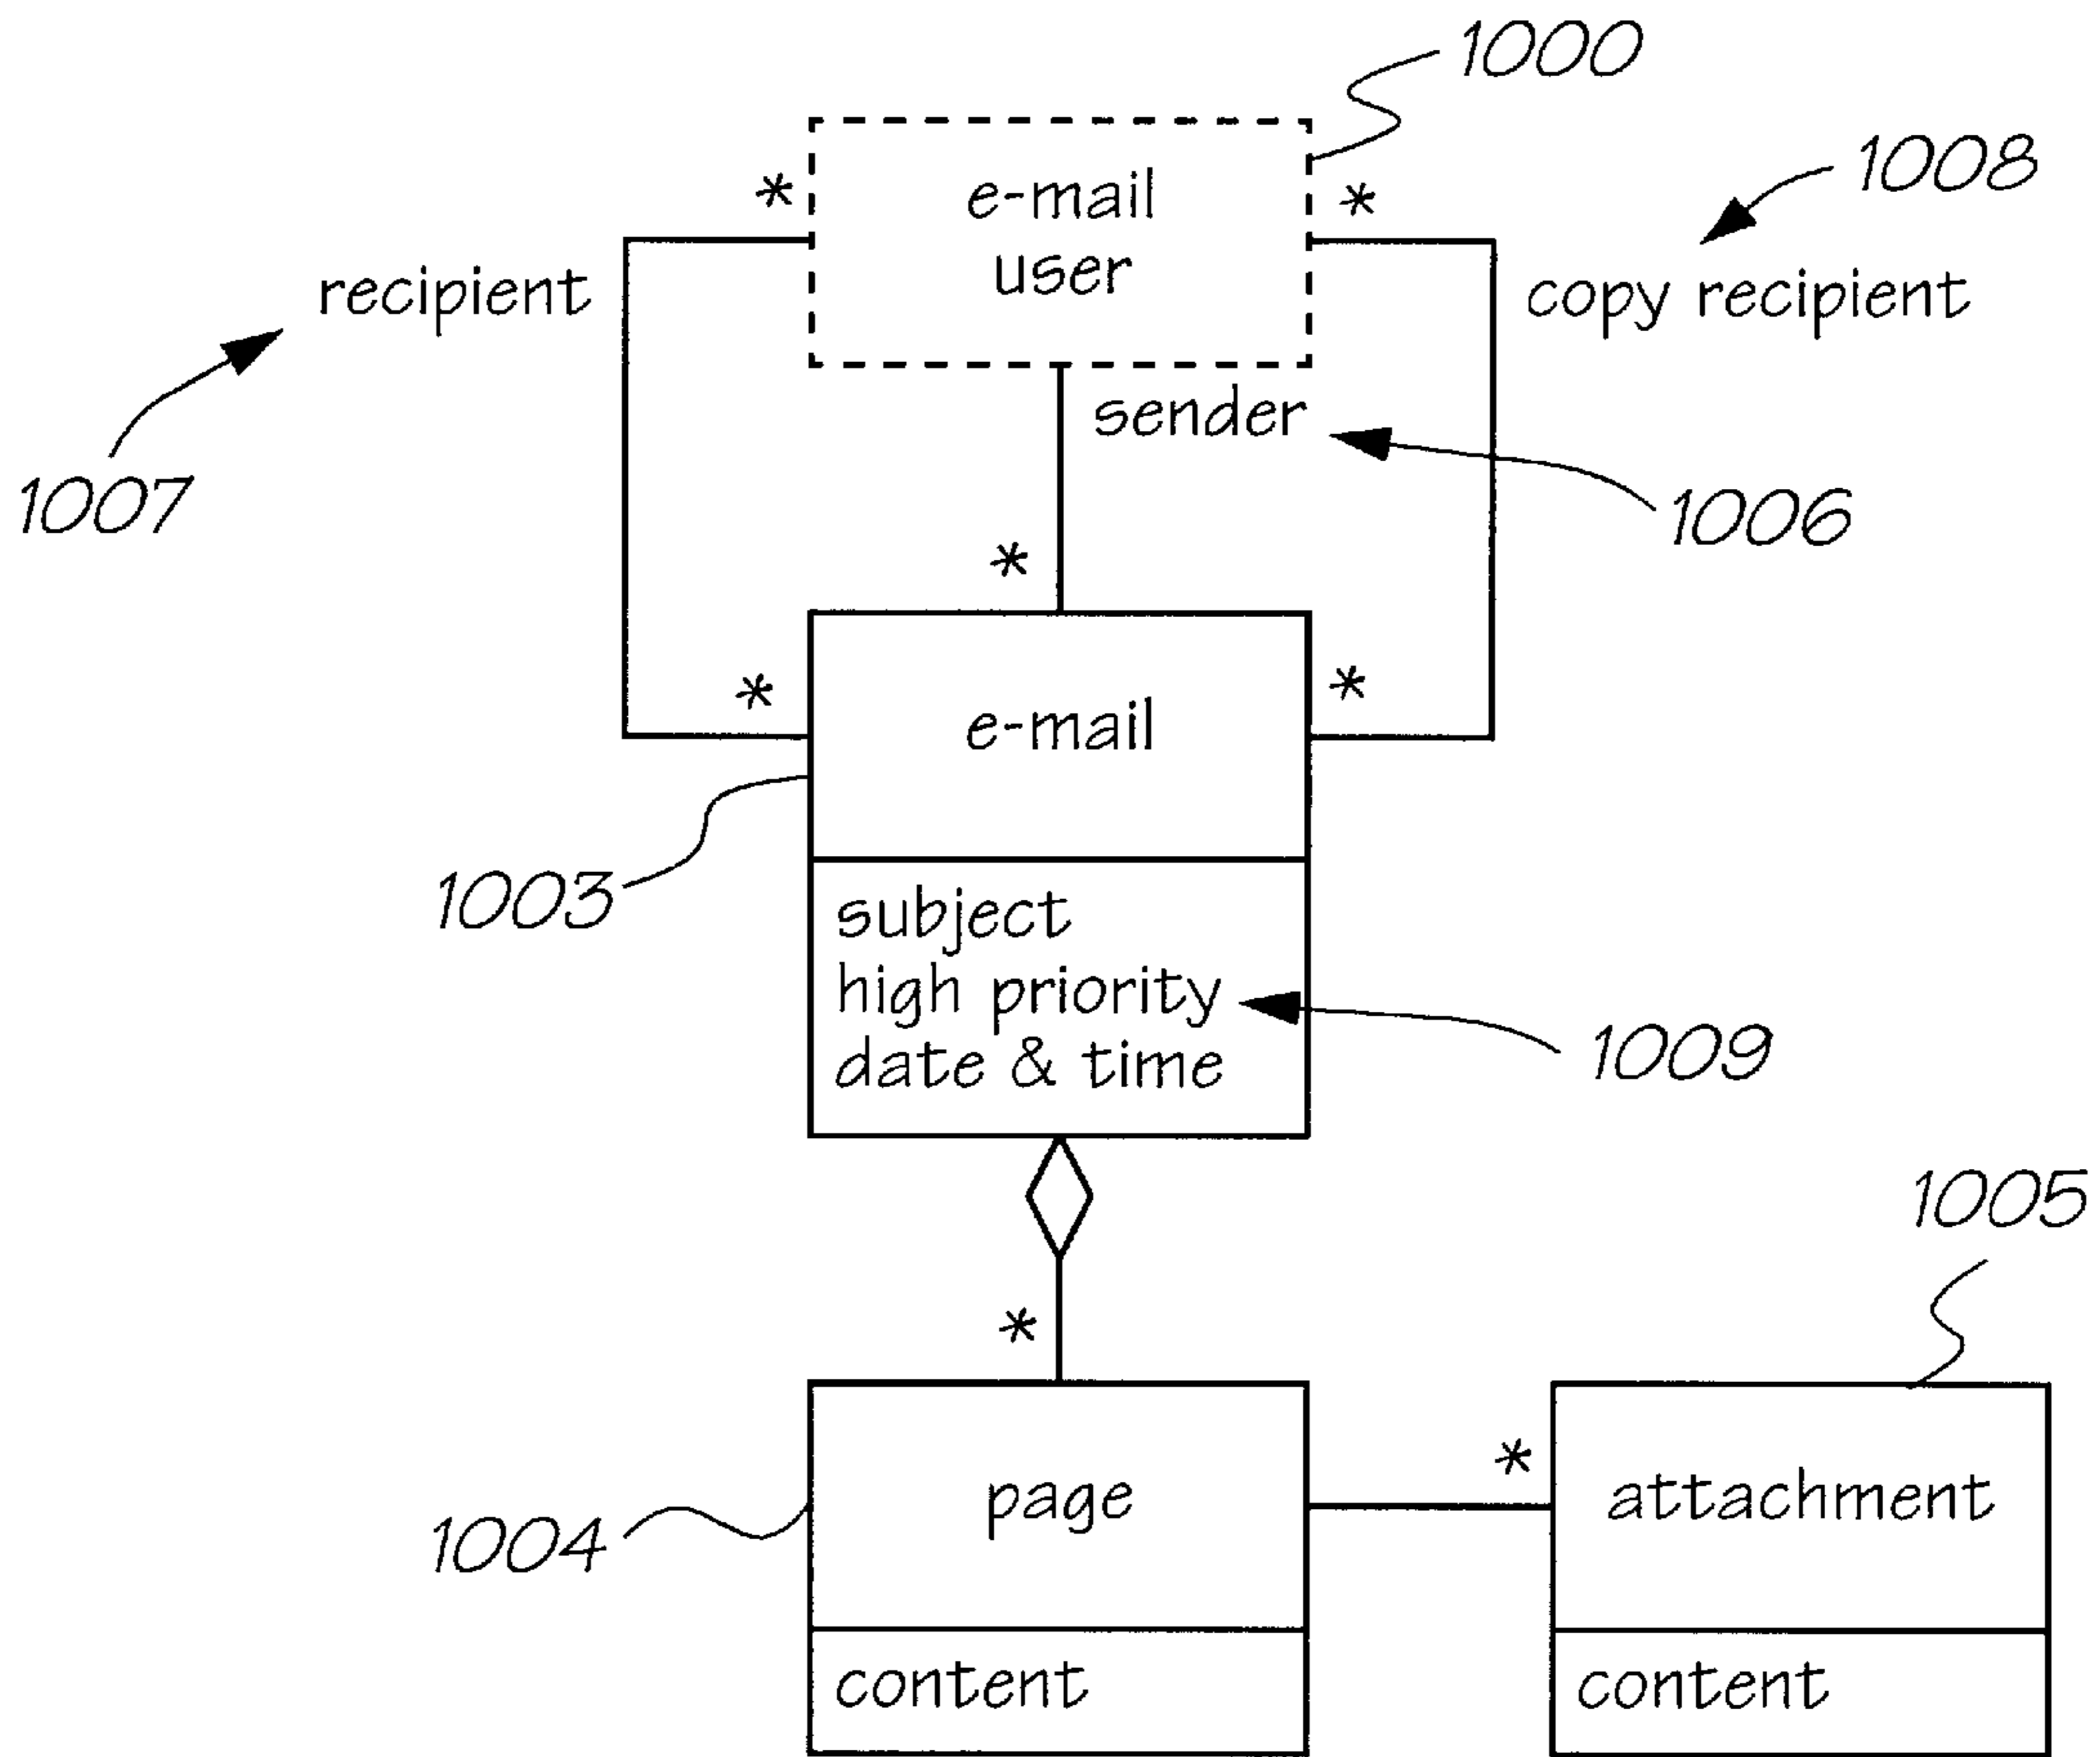 1000
1008
* e-mail *
user
recipient
copy recipient
sender
1007
1006
*
* *
e-mail
1003
subject
high priority
date & time
1009
1005
*
*
page
attachment
1004
content
content